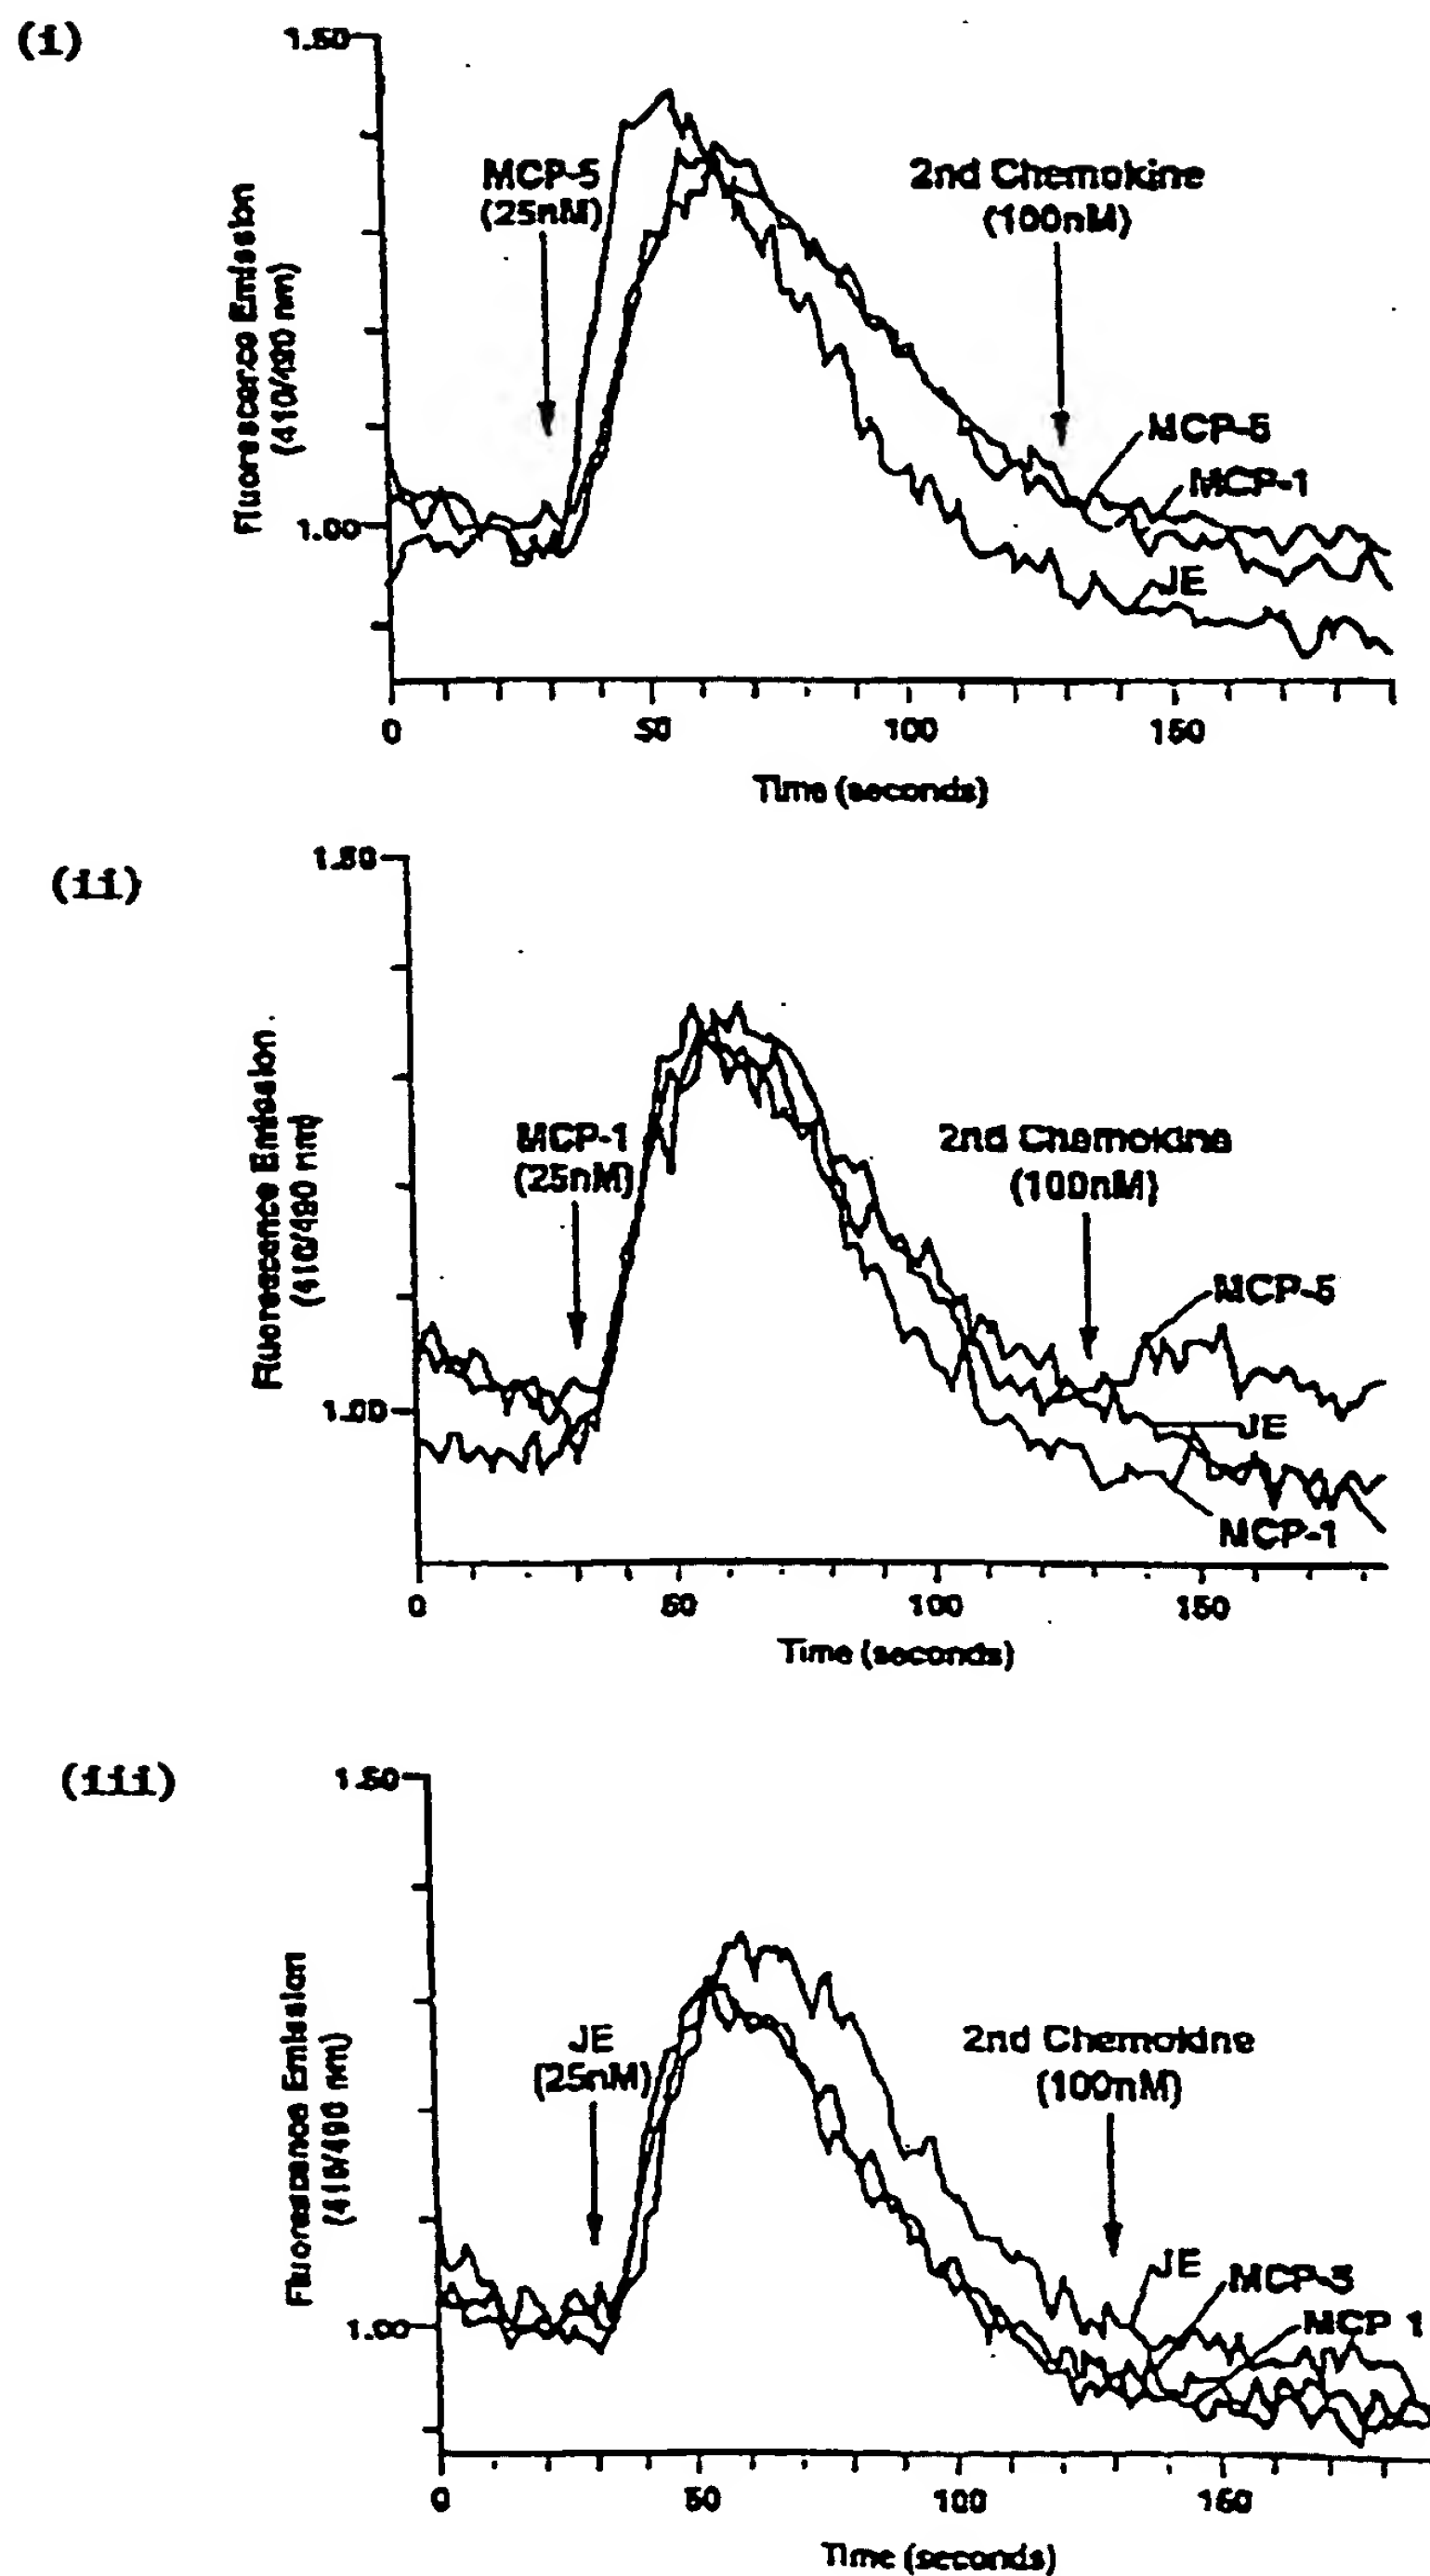 (i)
1.50
MCP-5
(25nM)
2nd Chemokine
(100nM)
Fluorescence Emission
(410/490 nm)
MCP-5
MCP-1
1.00
JE
0
50
100
150
Time (seconds)
(ii)
1.50
MCP-1
(25nM)
2nd Chemokine
(100nM)
Fluorescence Emission
(410/490 nm)
MCP-5
1.00
JE
MCP-1
0
50
100
150
Time (seconds)
(iii)
1.50
JE
(25nM)
2nd Chemokine
(100nM)
Fluorescence Emission
(410/490 nm)
JE
MCP-5
MCP 1
1.00
0
50
100
150
Time (seconds)